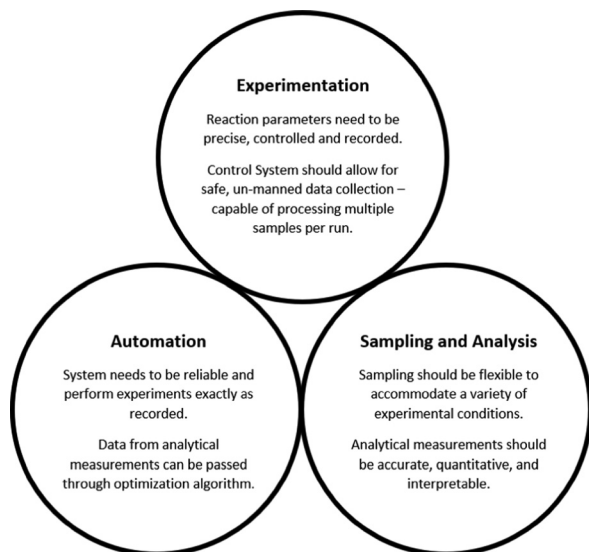 Experimentation
Reaction parameters need to be
precise, controlled and recorded.
Control System should allow for
safe, un-manned data collection –
capable of processing multiple
samples per run.
Automation
System needs to be reliable and
perform experiments exactly as
recorded.
Data from analytical
measurements can be passed
through optimization algorithm.
Sampling and Analysis
Sampling should be flexible to
accommodate a variety of
experimental conditions.
Analytical measurements should
be accurate, quantitative, and
interpretable.